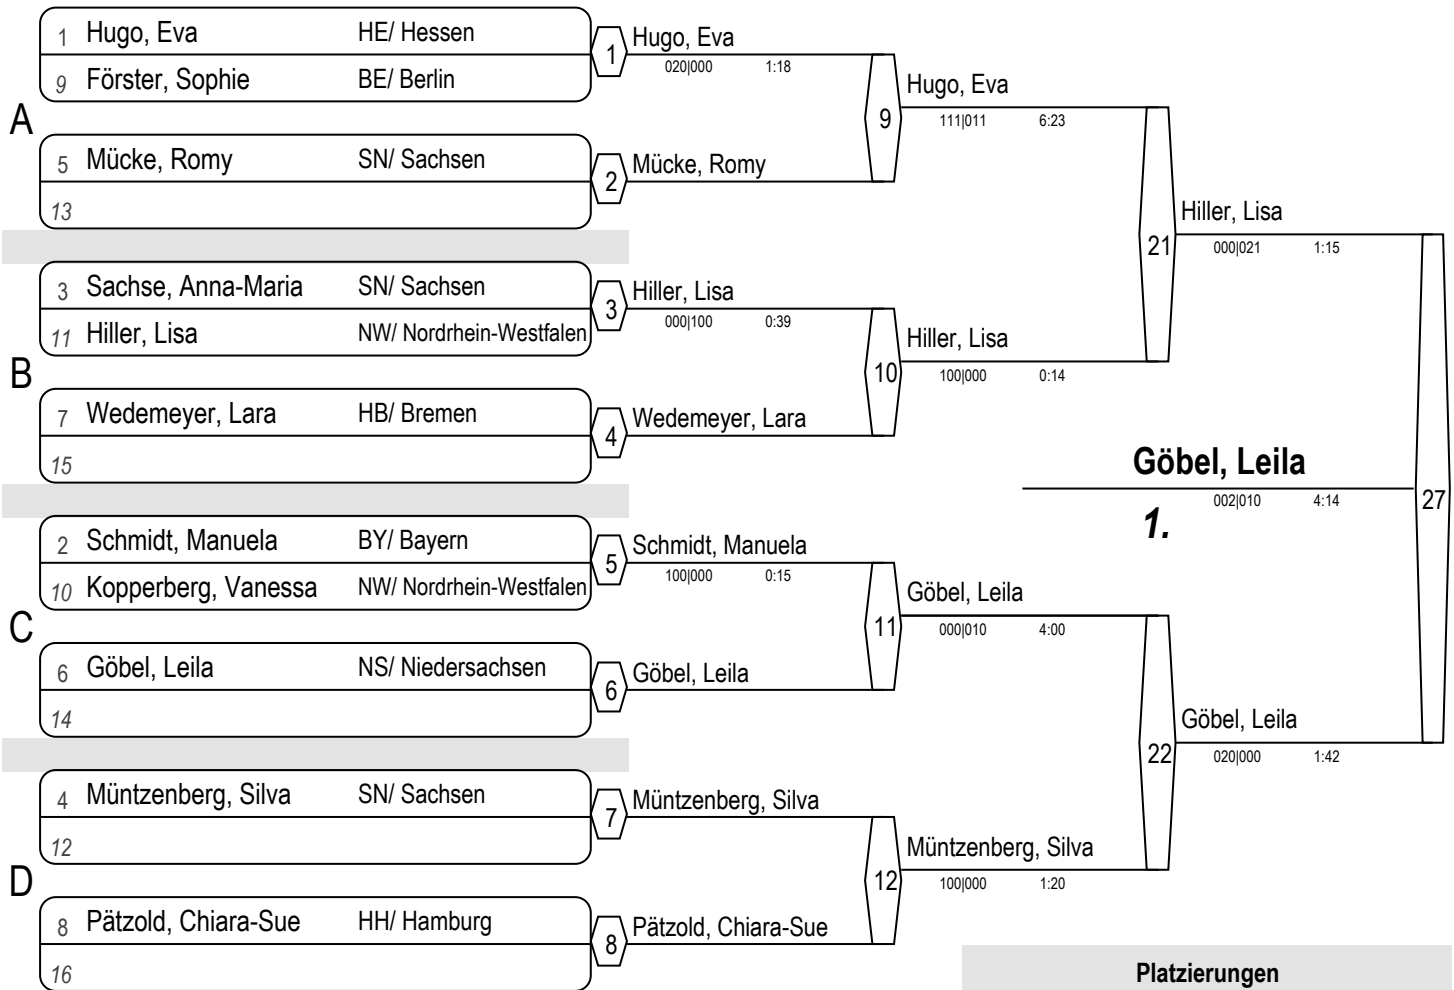 1 Hugo, Eva HE/ Hessen
9 Förster, Sophie BE/ Berlin
A
5 Mücke, Romy SN/ Sachsen
13
3 Sachse, Anna-Maria SN/ Sachsen
11 Hiller, Lisa NW/ Nordrhein-Westfalen
B
7 Wedemeyer, Lara HB/ Bremen
15
2 Schmidt, Manuela BY/ Bayern
10 Kopperberg, Vanessa NW/ Nordrhein-Westfalen
C
6 Göbel, Leila NS/ Niedersachsen
14
4 Müntzenberg, Silva SN/ Sachsen
12
D
8 Pätzold, Chiara-Sue HH/ Hamburg
16
1 Hugo, Eva
020|000 1:18
2 Mücke, Romy
3 Hiller, Lisa
000|100 0:39
4 Wedemeyer, Lara
5 Schmidt, Manuela
100|000 0:15
6 Göbel, Leila
7 Müntzenberg, Silva
8 Pätzold, Chiara-Sue
9 Hugo, Eva
111|011 6:23
10 Hiller, Lisa
100|000 0:14
11 Göbel, Leila
000|010 4:00
12 Müntzenberg, Silva
100|000 1:20
21 Hiller, Lisa
000|021 1:15
22 Göbel, Leila
020|000 1:42
27
Göbel, Leila
002|010 4:14
1.
Platzierungen